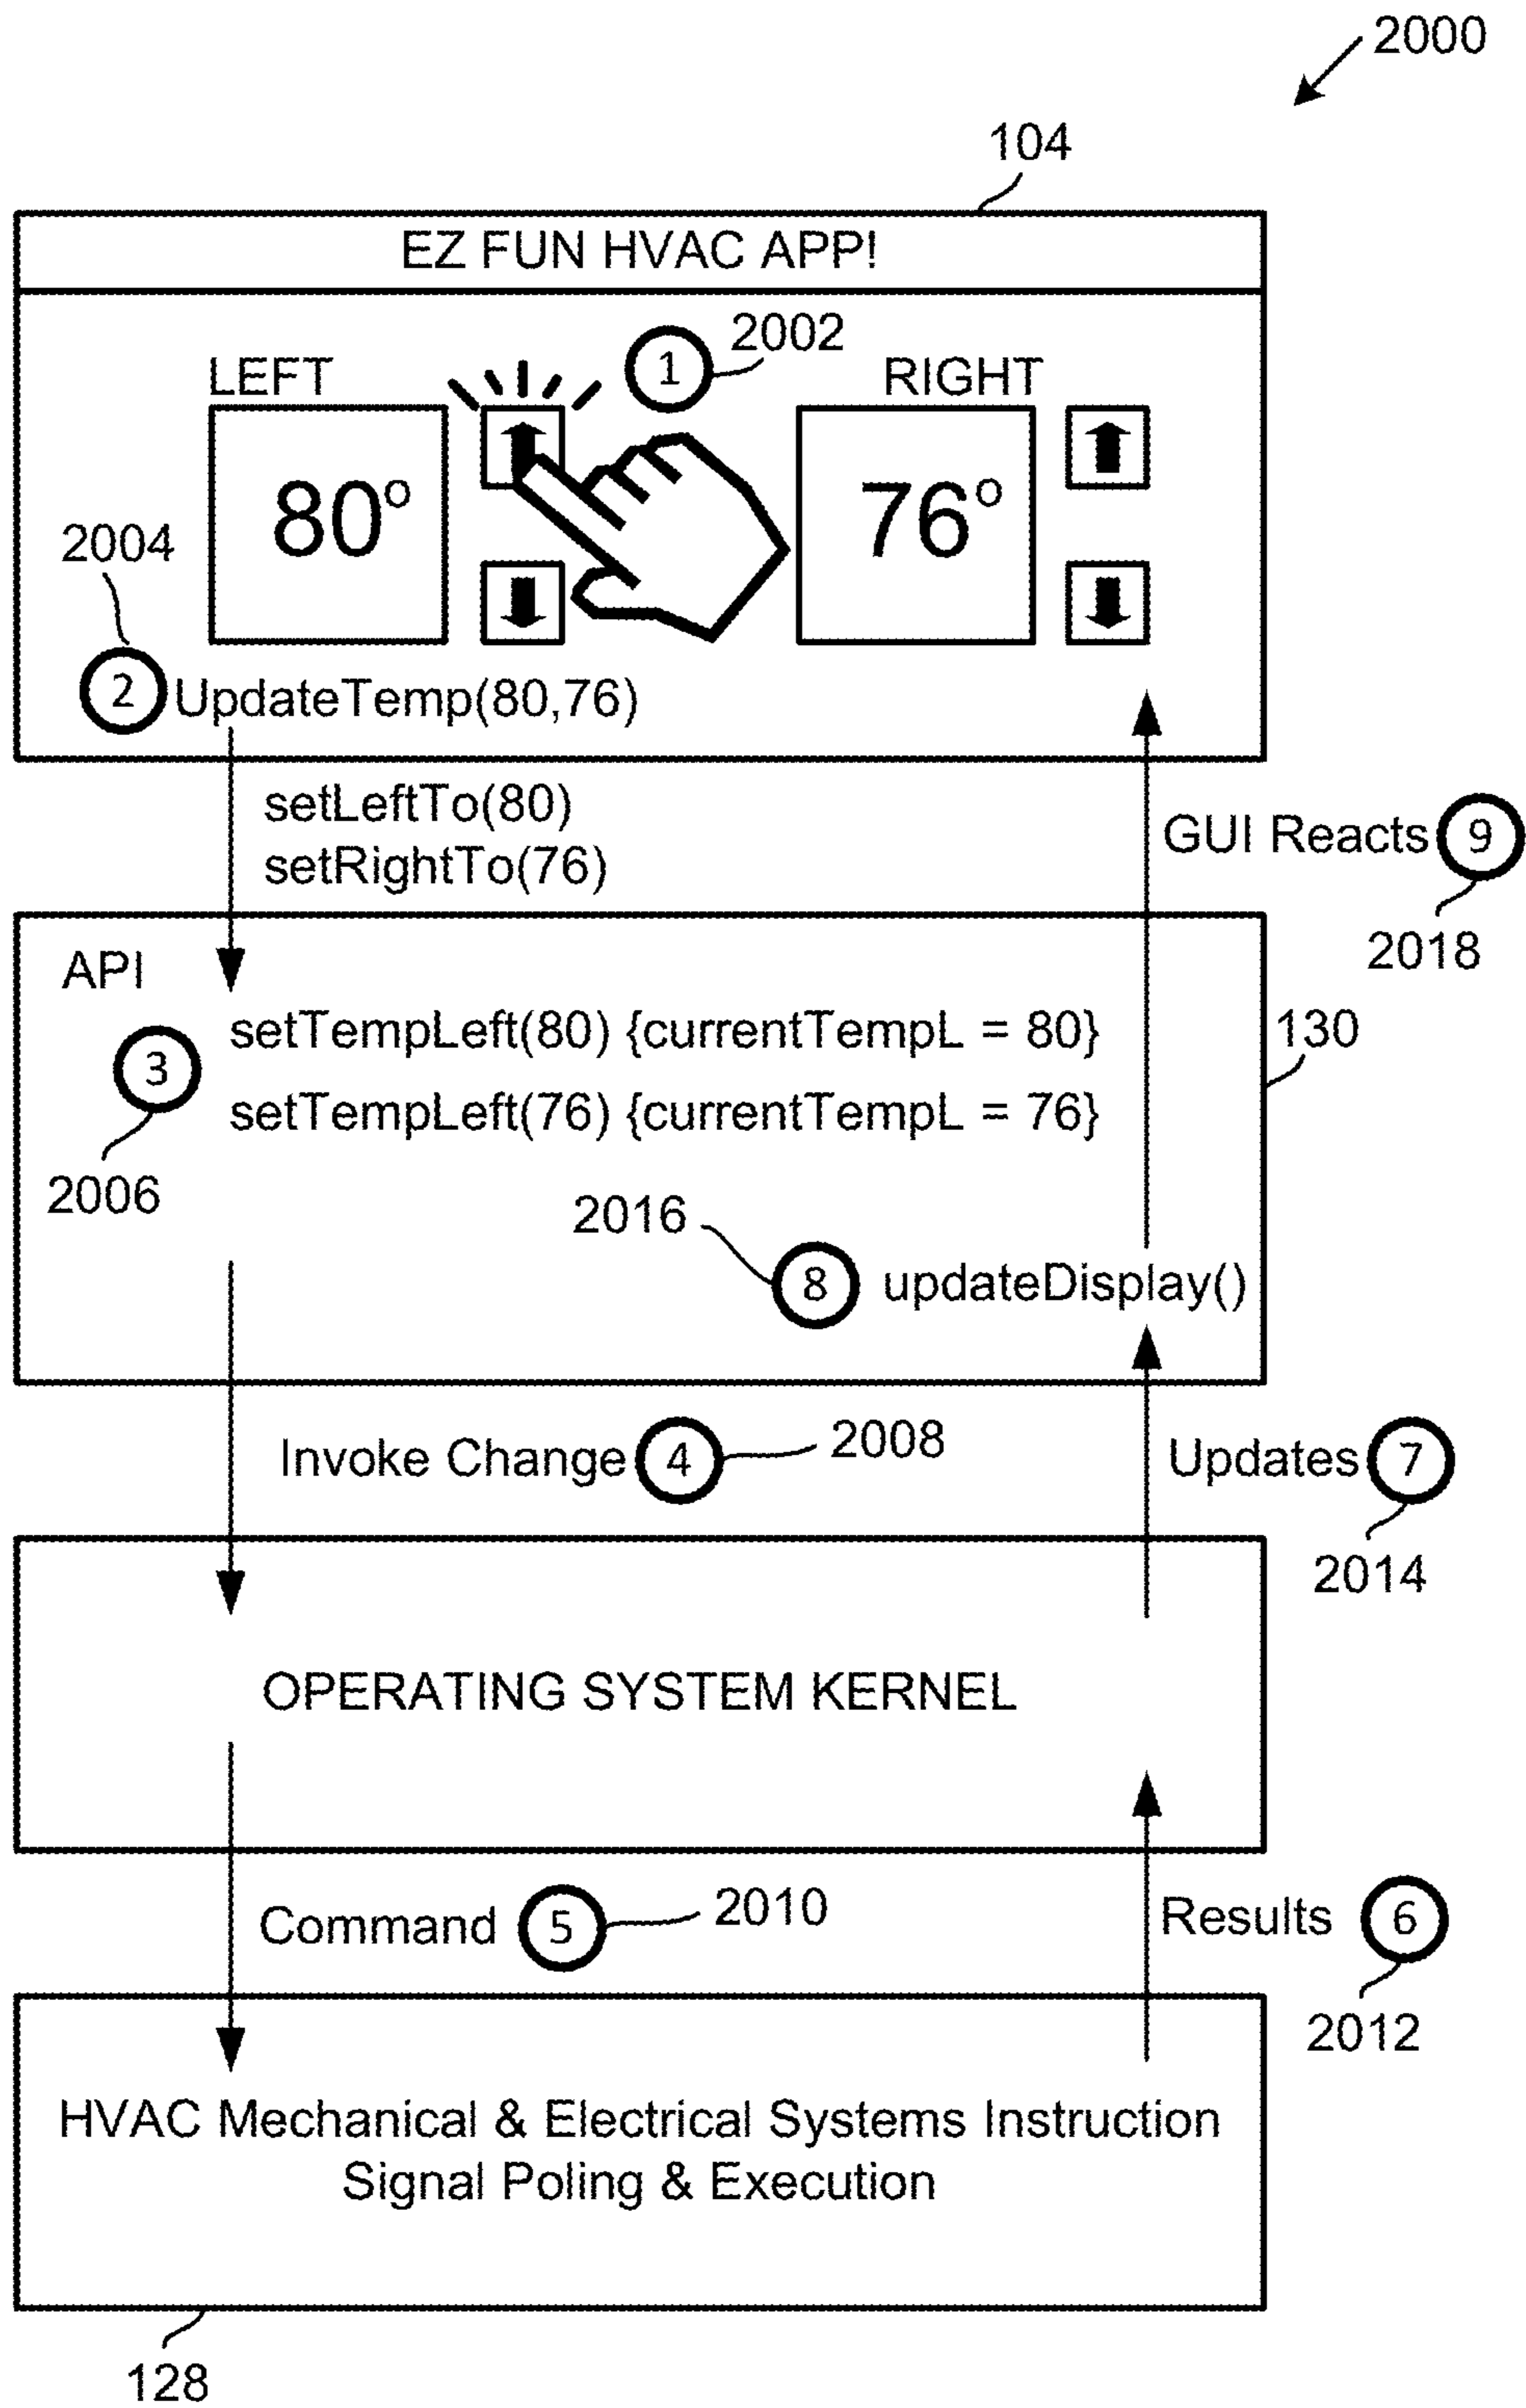 2000
104
EZ FUN HVAC APP!
1 2002
LEFT
RIGHT
80°
76°
2004
2 UpdateTemp(80,76)
setLeftTo(80)
setRightTo(76)
GUI Reacts 9
2018
API
130
3
setTempLeft(80) {currentTempL = 80}
setTempLeft(76) {currentTempL = 76}
2006
2016
8 updateDisplay()
Invoke Change 4 2008
Updates 7
2014
OPERATING SYSTEM KERNEL
Command 5 2010
Results 6
2012
HVAC Mechanical & Electrical Systems Instruction
Signal Poling & Execution
128